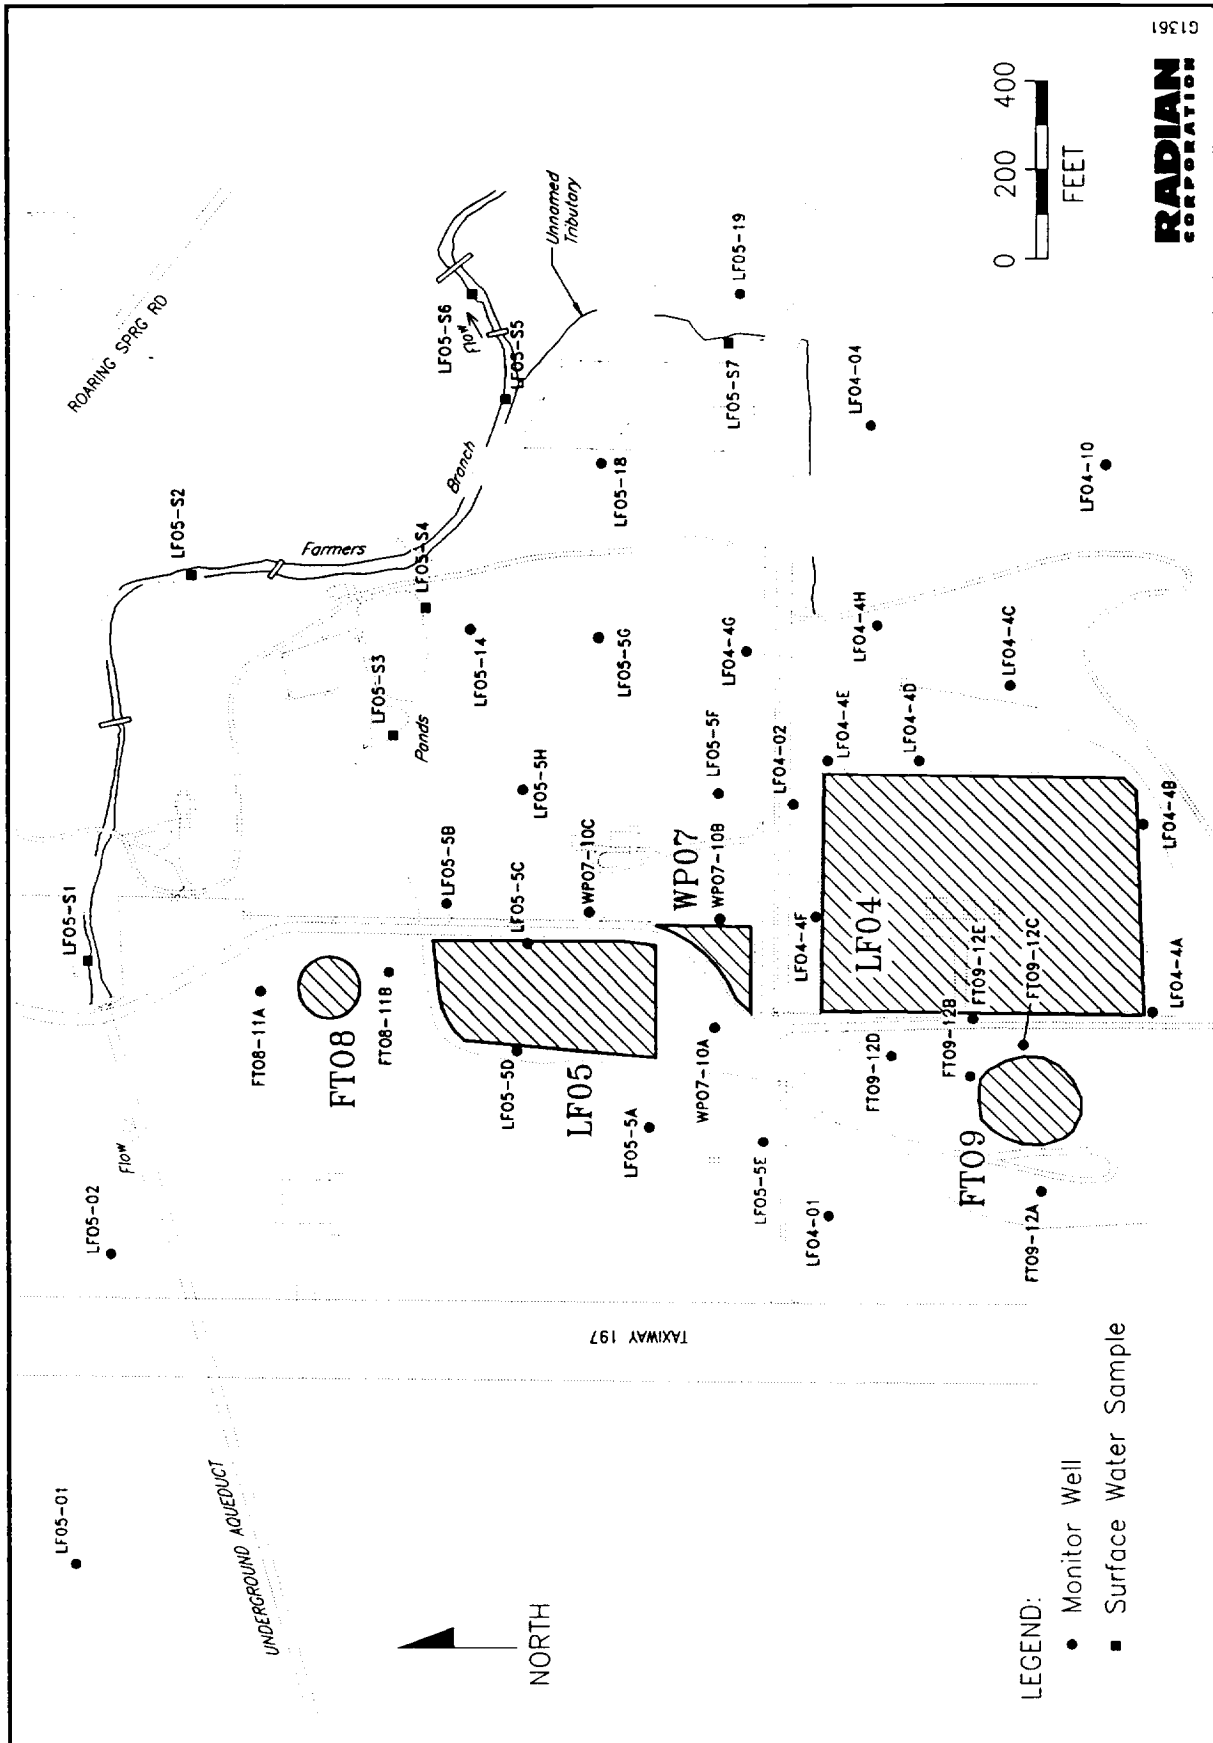 G1361
ROARING SPRG RD
LF05-01
LF05-02
LF05-S1
LF05-S2
Flow
UNDERGROUND AQUEDUCT
TAXIWAY 197
FT08-11A
FT08
FT08-11B
Farmers
Branch
LF05-S3
Ponds
LF05-S4
LF05-S5
LF05-S6
Flow
Unnamed
Tributary
LF05-5B
LF05-5H
LF05-14
LF05-5C
LF05-5D
LF05
LF05-5A
WP07-10C
LF05-5G
LF05-18
WP07
WP07-10B
WP07-10A
LF05-5F
LF04-4G
LF05-S7
LF05-19
LF05-5E
LF04-01
LF04-02
LF04-4F
LF04-4E
LF04-4H
LF04-04
LF04
LF04-4D
LF04-4C
LF04-10
FT09-12D
FT09-12B
FT09-12E
FT09-12C
FT09
FT09-12A
LF04-4A
LF04-4B
NORTH
LEGEND:
Monitor Well
Surface Water Sample
0 200 400
FEET
RADIAN
CORPORATION